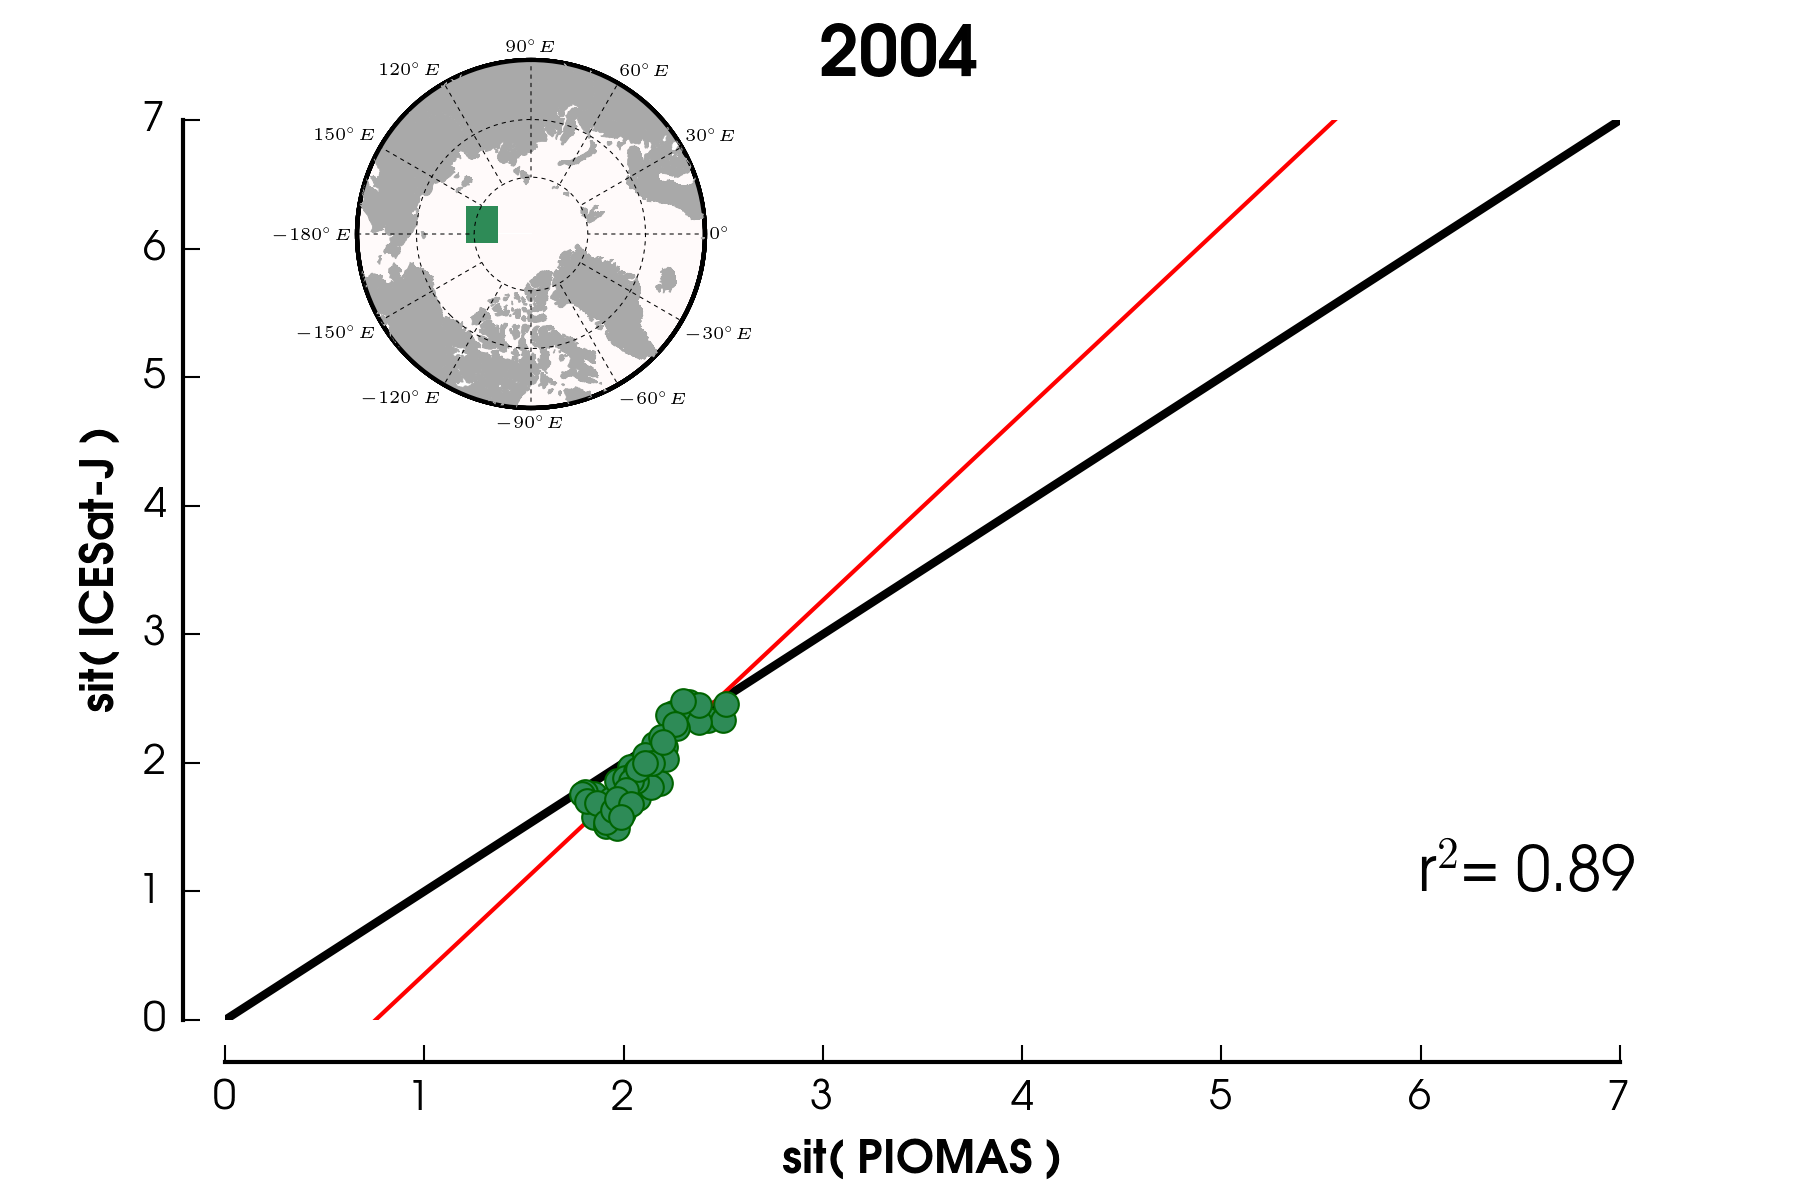 2004
90° E
120° E
60° E
150° E
30° E
−180° E
0°
−150° E
−30° E
−120° E
−60° E
−90° E
7
6
5
4
3
2
1
0
sit( ICESat-J )
r²= 0.89
0 1 2 3 4 5 6 7
sit( PIOMAS )